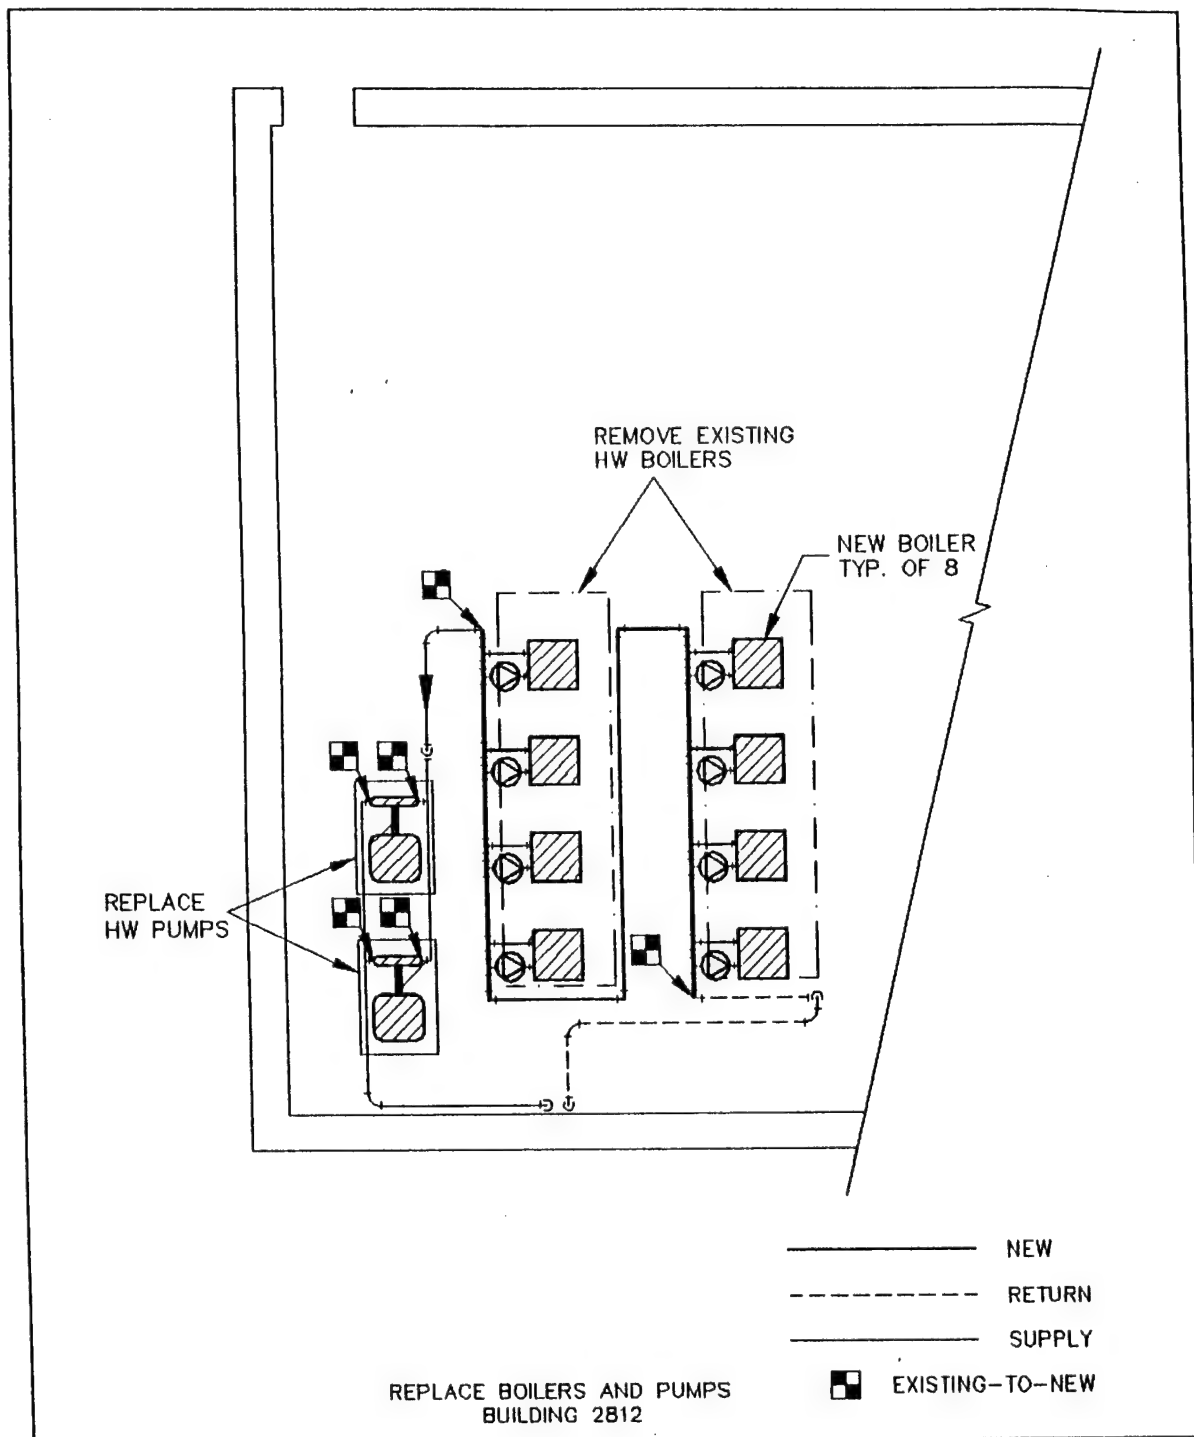 REMOVE EXISTING
HW BOILERS
NEW BOILER
TYP. OF 8
REPLACE
HW PUMPS
NEW
RETURN
SUPPLY
EXISTING-TO-NEW
REPLACE BOILERS AND PUMPS
BUILDING 2812